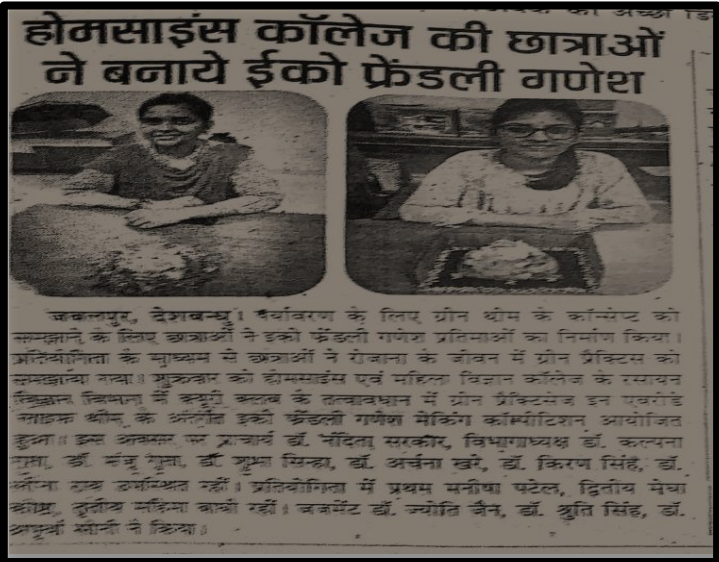 होमसाइंस कॉलेज की छात्राओं
ने बनाये ईको फ्रेंडली गणेश
जबलपुर, देशबन्धु। पर्यावरण के लिए ग्रीन थीम के कॉन्सेप्ट को
समझाने के लिए छात्राओं ने इको फ्रेंडली गणेश प्रतिमाओं का निर्माण किया।
प्रतियोगिता के माध्यम से छात्राओं ने रोजाना के जीवन में ग्रीन प्रैक्टिस को
समझाया गया। शुक्रवार को होमसाइंस एवं महिला विज्ञान कॉलेज के रसायन
विज्ञान विभाग में क्यूरी क्लब के तत्वावधान में ग्रीन प्रैक्टिसेज इन एवरीडे
लाइफ थीम के अंतर्गत इको फ्रेंडली गणेश मेकिंग कॉम्पीटिशन आयोजित
हुआ। इस अवसर पर प्राचार्य डॉ. नंदिता सरकार, विभागाध्यक्ष डॉ. कल्पना
गुप्ता, डॉ. मंजू गुप्ता, डॉ. शुभ्रा सिन्हा, डॉ. अर्चना खरे, डॉ. किरण सिंह, डॉ.
राय उपस्थित रहीं। प्रतियोगिता में प्रथम मनीषा पटेल, द्वितीय मेघा
तृतीय महिमा रहीं। जजमेंट डॉ. ज्योति जैन, डॉ. श्रुति सिंह, डॉ.
सोनी ने किया।